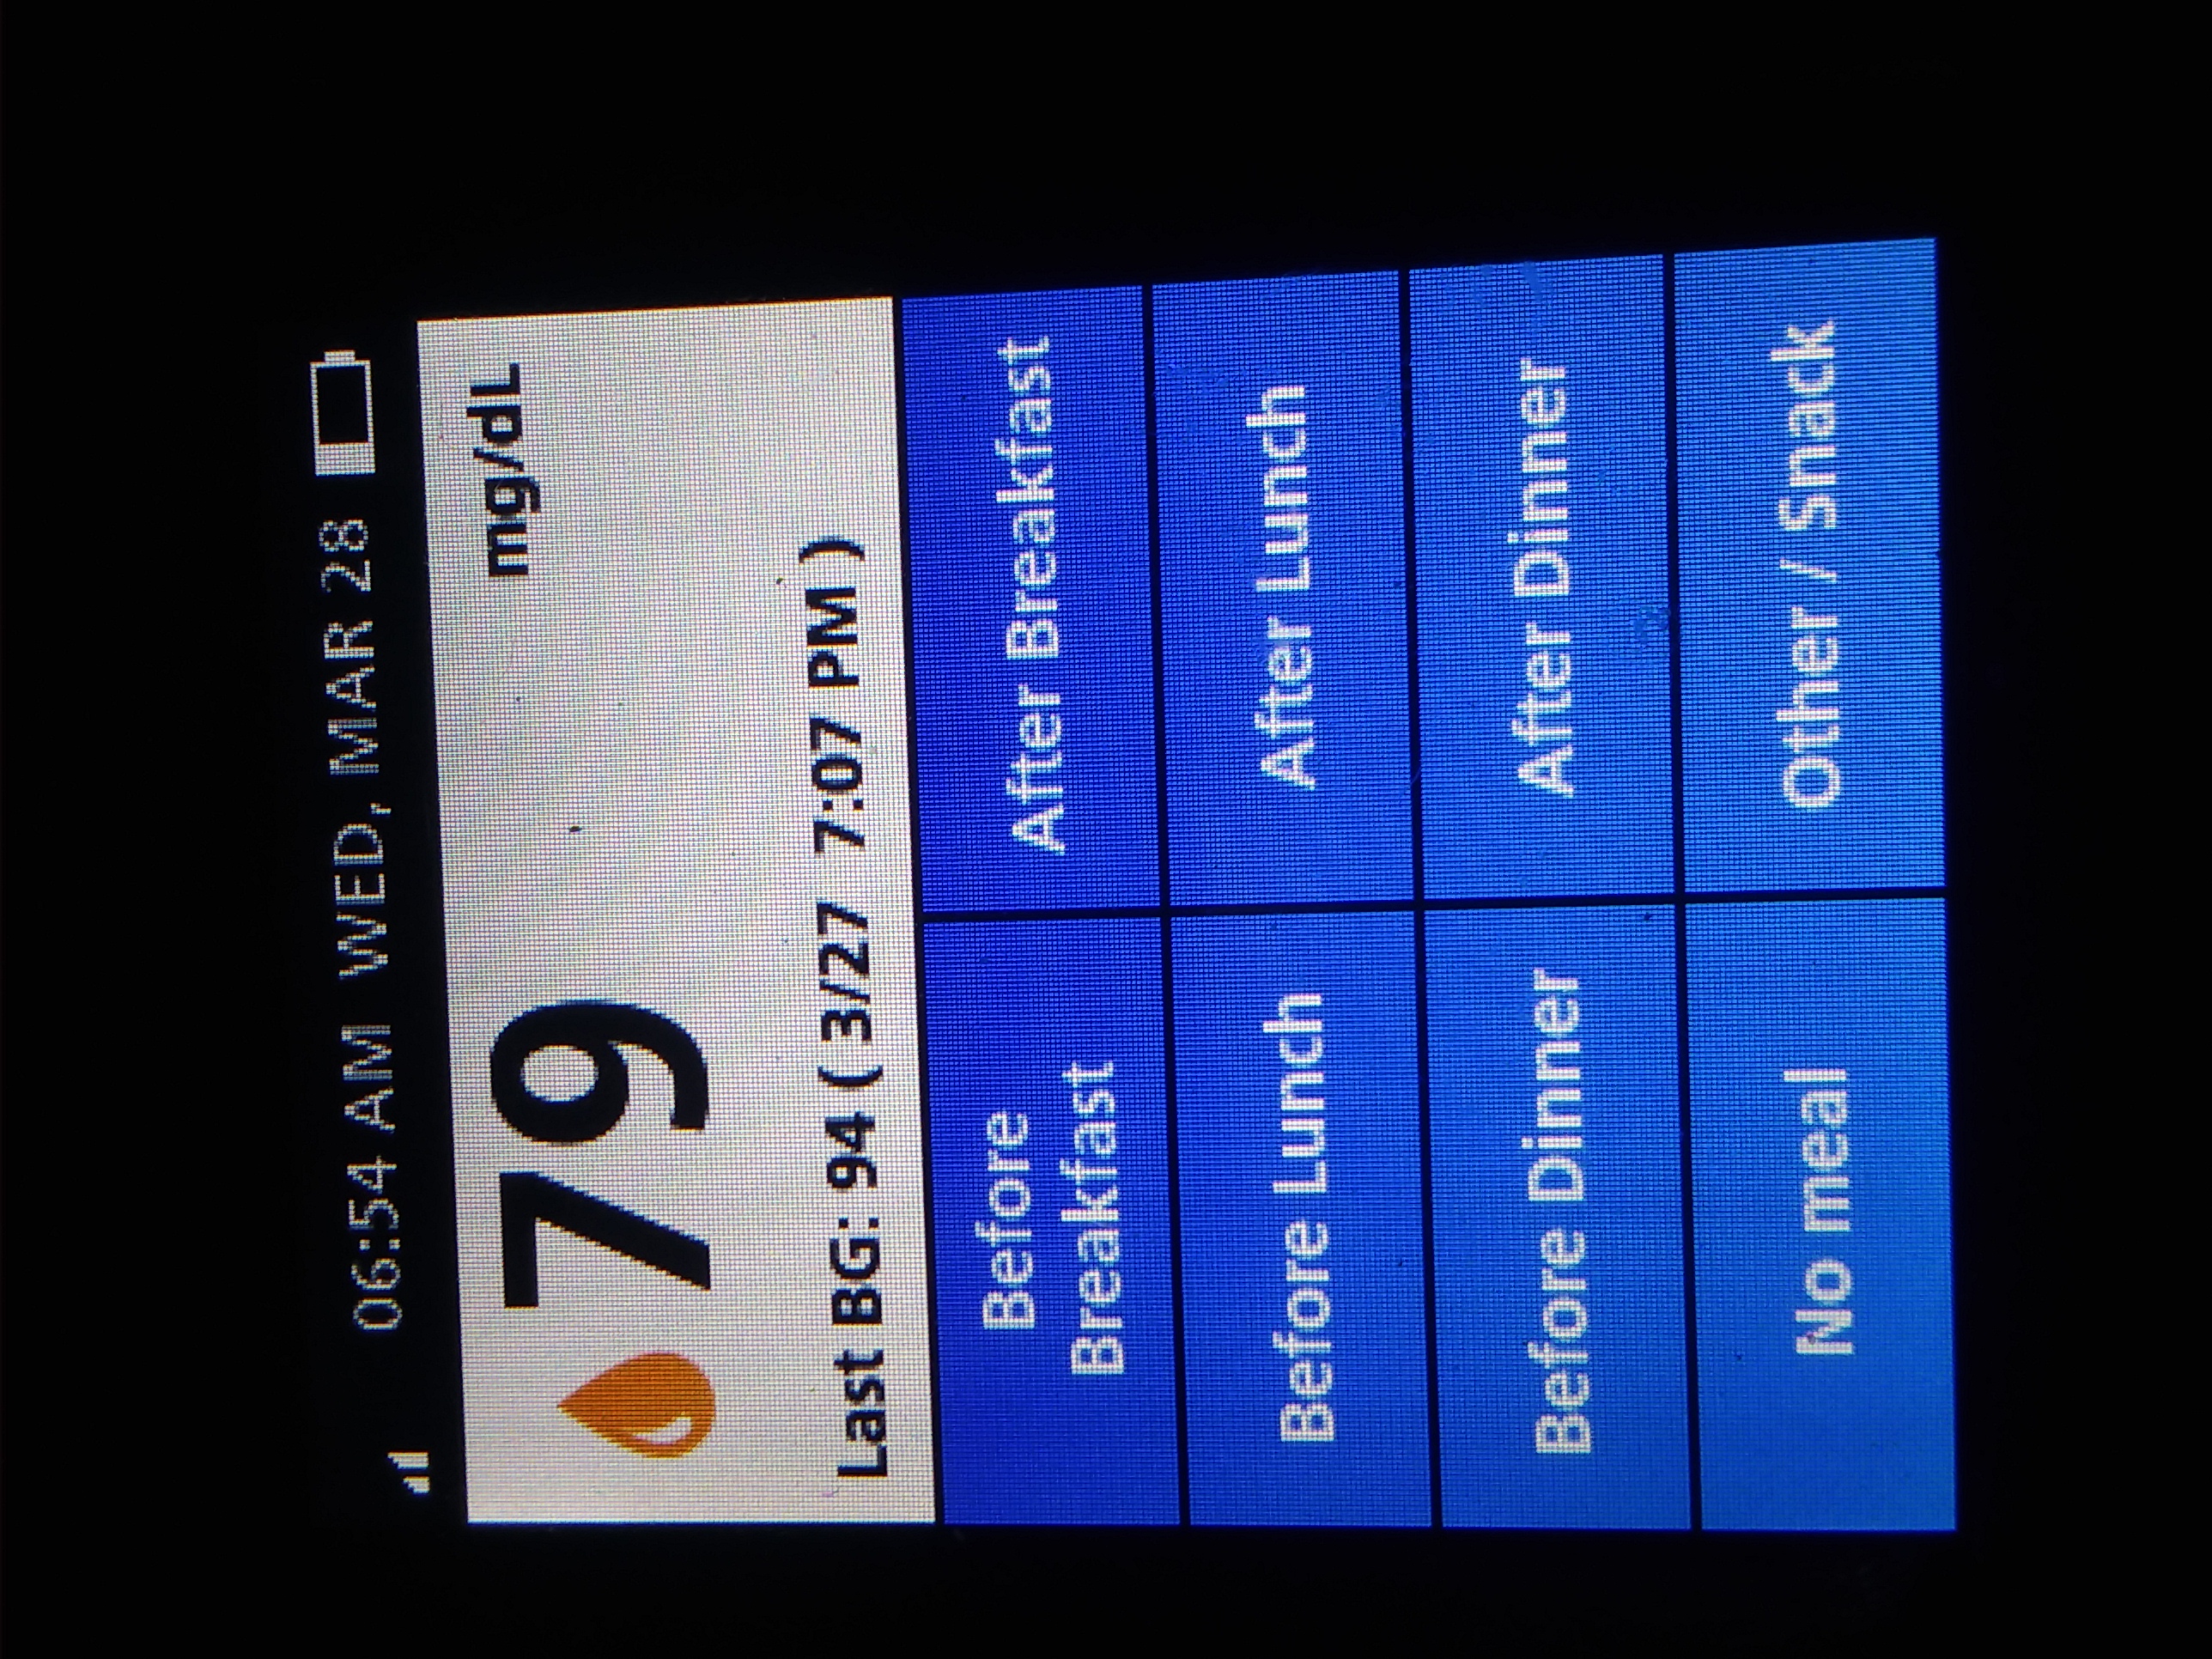 06:54 AM WED, MAR 28
79 mg/dL
Last BG: 94 ( 3/27 7:07 PM )
Before
Breakfast
After Breakfast
Before Lunch
After Lunch
Before Dinner
After Dinner
No meal
Other / Snack